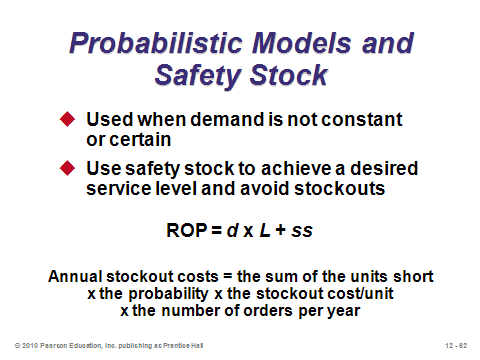 Probabilistic Models and
Safety Stock
Used when demand is not constant
or certain
Use safety stock to achieve a desired
service level and avoid stockouts
ROP = d x L + ss
Annual stockout costs = the sum of the units short
x the probability x the stockout cost/unit
x the number of orders per year
© 2010 Pearson Education, Inc. publishing as Prentice Hall
12 - 62